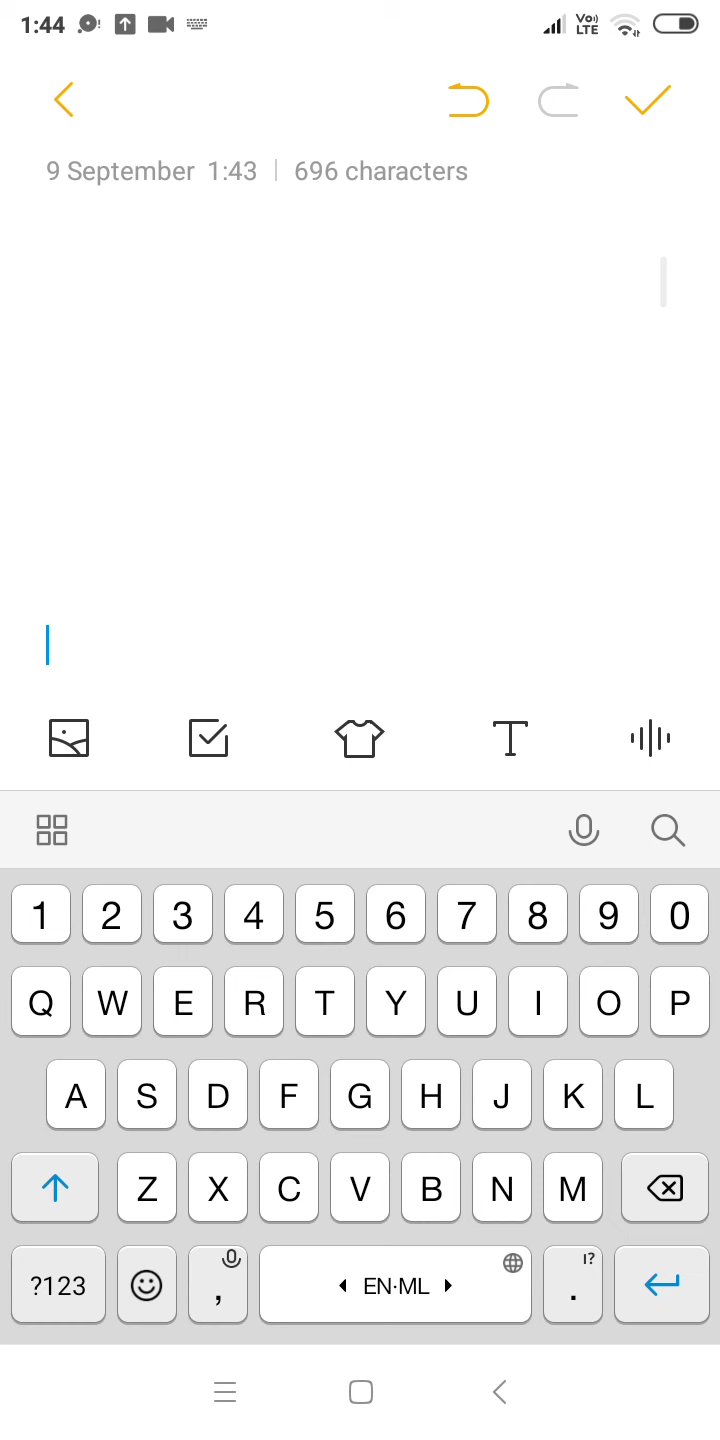 1:44 Vo) LTE
9 September 1:43 | 696 characters
1 2 3 4 5 6 7 8 9 0
Q W E R T Y U I O P
A S D F G H J K L
Z X C V B N M
?123 , EN·ML . !?